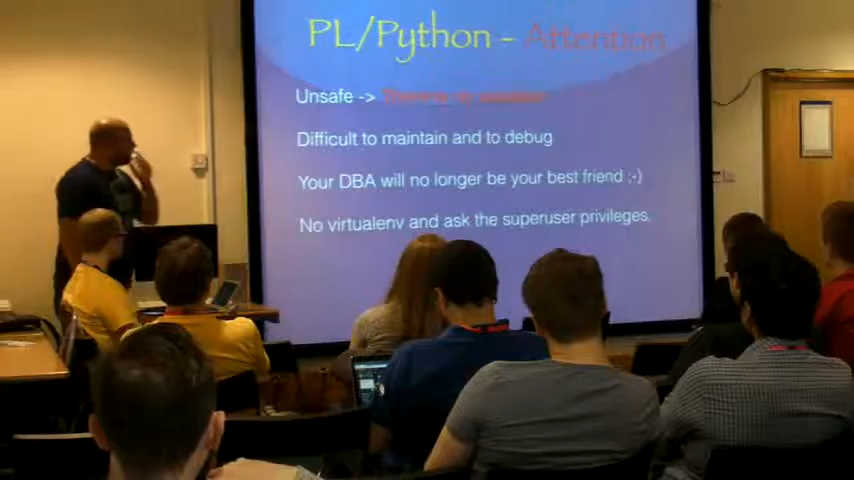 PL/Python - Attention
Unsafe ->
Difficult to maintain and to debug
Your DBA will no longer be your best friend ;-)
No virtualenv and ask the superuser privileges.